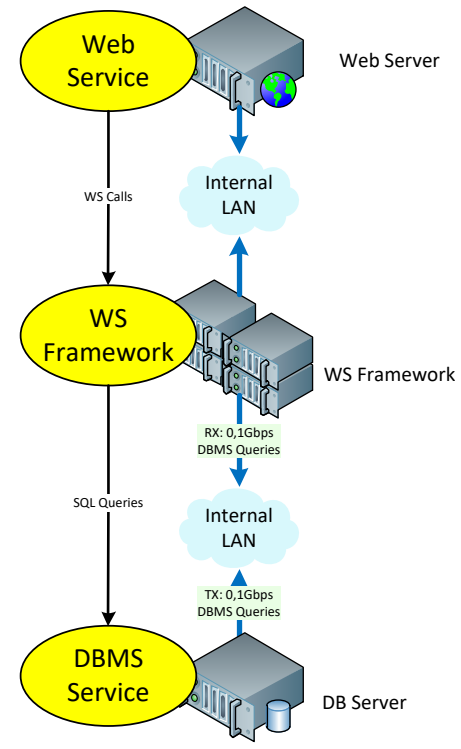 Web
Service
Web Server
Internal
LAN
WS Calls
WS
Framework
WS Framework
RX: 0,1Gbps
DBMS Queries
SQL Queries
Internal
LAN
TX: 0,1Gbps
DBMS Queries
DBMS
Service
DB Server